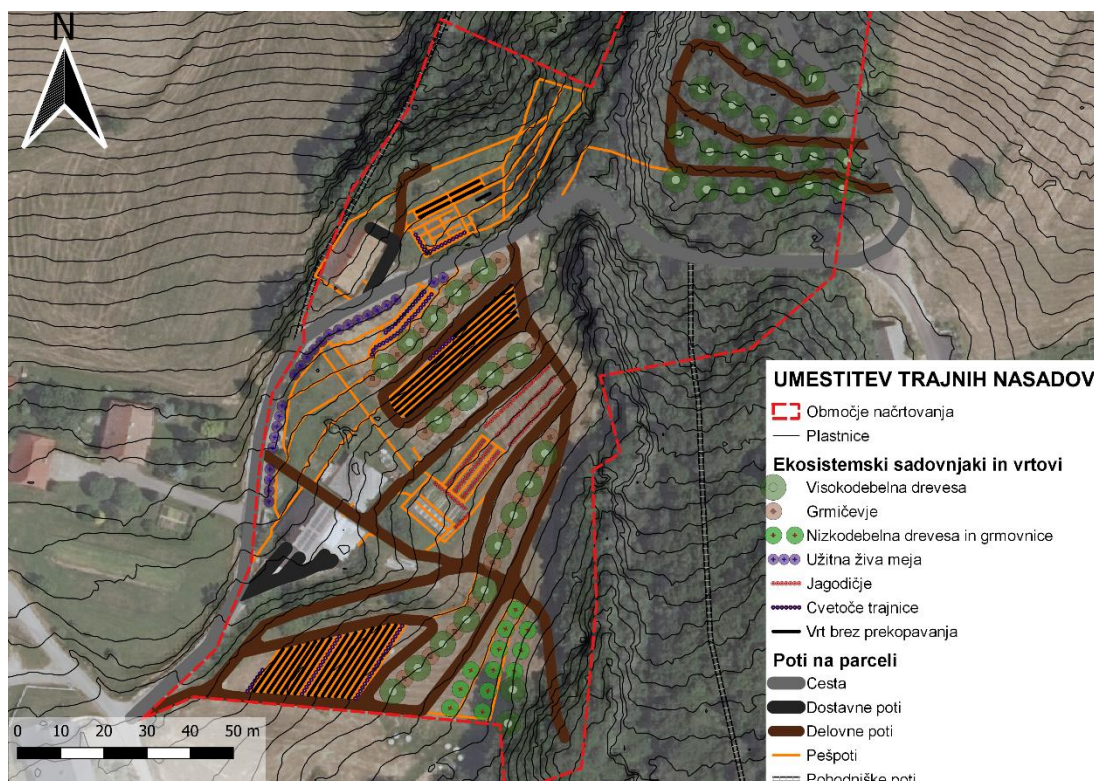 N
UMESTITEV TRAJNIH NASADOV
Območje načrtovanja
Plastnice
Ekosistemski sadovnjaki in vrtovi
Visokodebelna drevesa
Grmičevje
Nizkodebelna drevesa in grmovnice
Užitna živa meja
Jagodičje
Cvetoče trajnice
Vrt brez prekopavanja
Poti na parceli
Cesta
Dostavne poti
Delovne poti
Pešpoti
Pohodniške poti
0 10 20 30 40 50 m